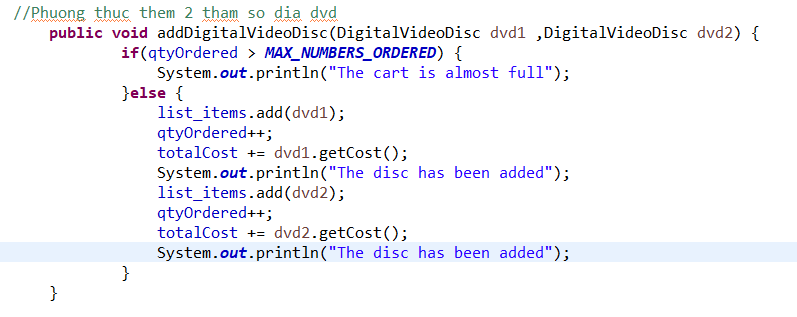 //Phuong thuc them 2 tham so dia dvd
public void addDigitalVideoDisc(DigitalVideoDisc dvd1 ,DigitalVideoDisc dvd2) {
if(qtyOrdered > MAX_NUMBERS_ORDERED) {
System.out.println("The cart is almost full");
}else {
list_items.add(dvd1);
qtyOrdered++;
totalCost += dvd1.getCost();
System.out.println("The disc has been added");
list_items.add(dvd2);
qtyOrdered++;
totalCost += dvd2.getCost();
System.out.println("The disc has been added");
}
}